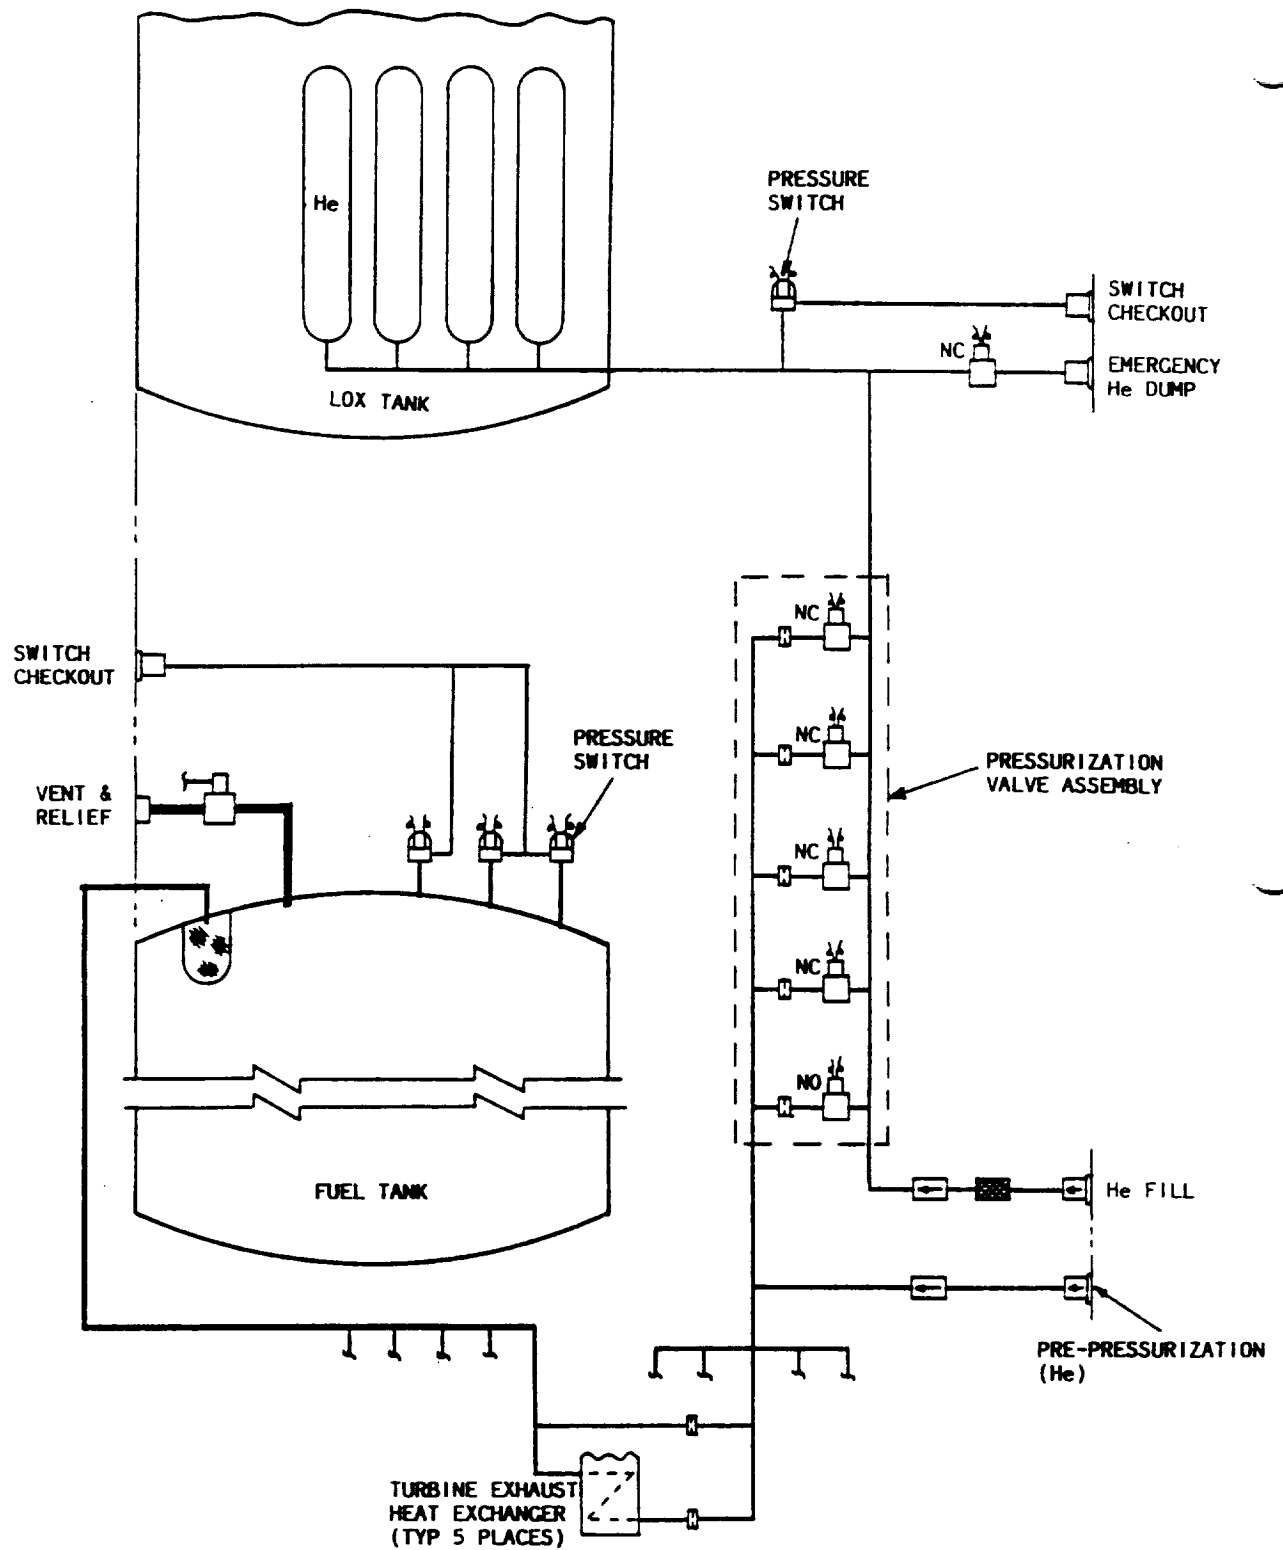 He
LOX TANK
PRESSURE
SWITCH
SWITCH
CHECKOUT
NC
EMERGENCY
He DUMP
SWITCH
CHECKOUT
VENT &
RELIEF
PRESSURE
SWITCH
NC
NC
NC
NC
NO
PRESSURIZATION
VALVE ASSEMBLY
FUEL TANK
He FILL
PRE-PRESSURIZATION
(He)
TURBINE EXHAUST
HEAT EXCHANGER
(TYP 5 PLACES)